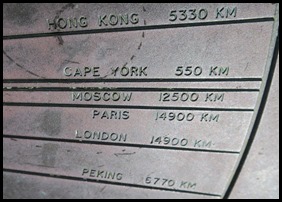 HONG KONG 5330 KM
CAPE YORK 550 KM
MOSCOW 12500 KM
PARIS 14900 KM
LONDON 14900 KM
PEKING 6770 KM